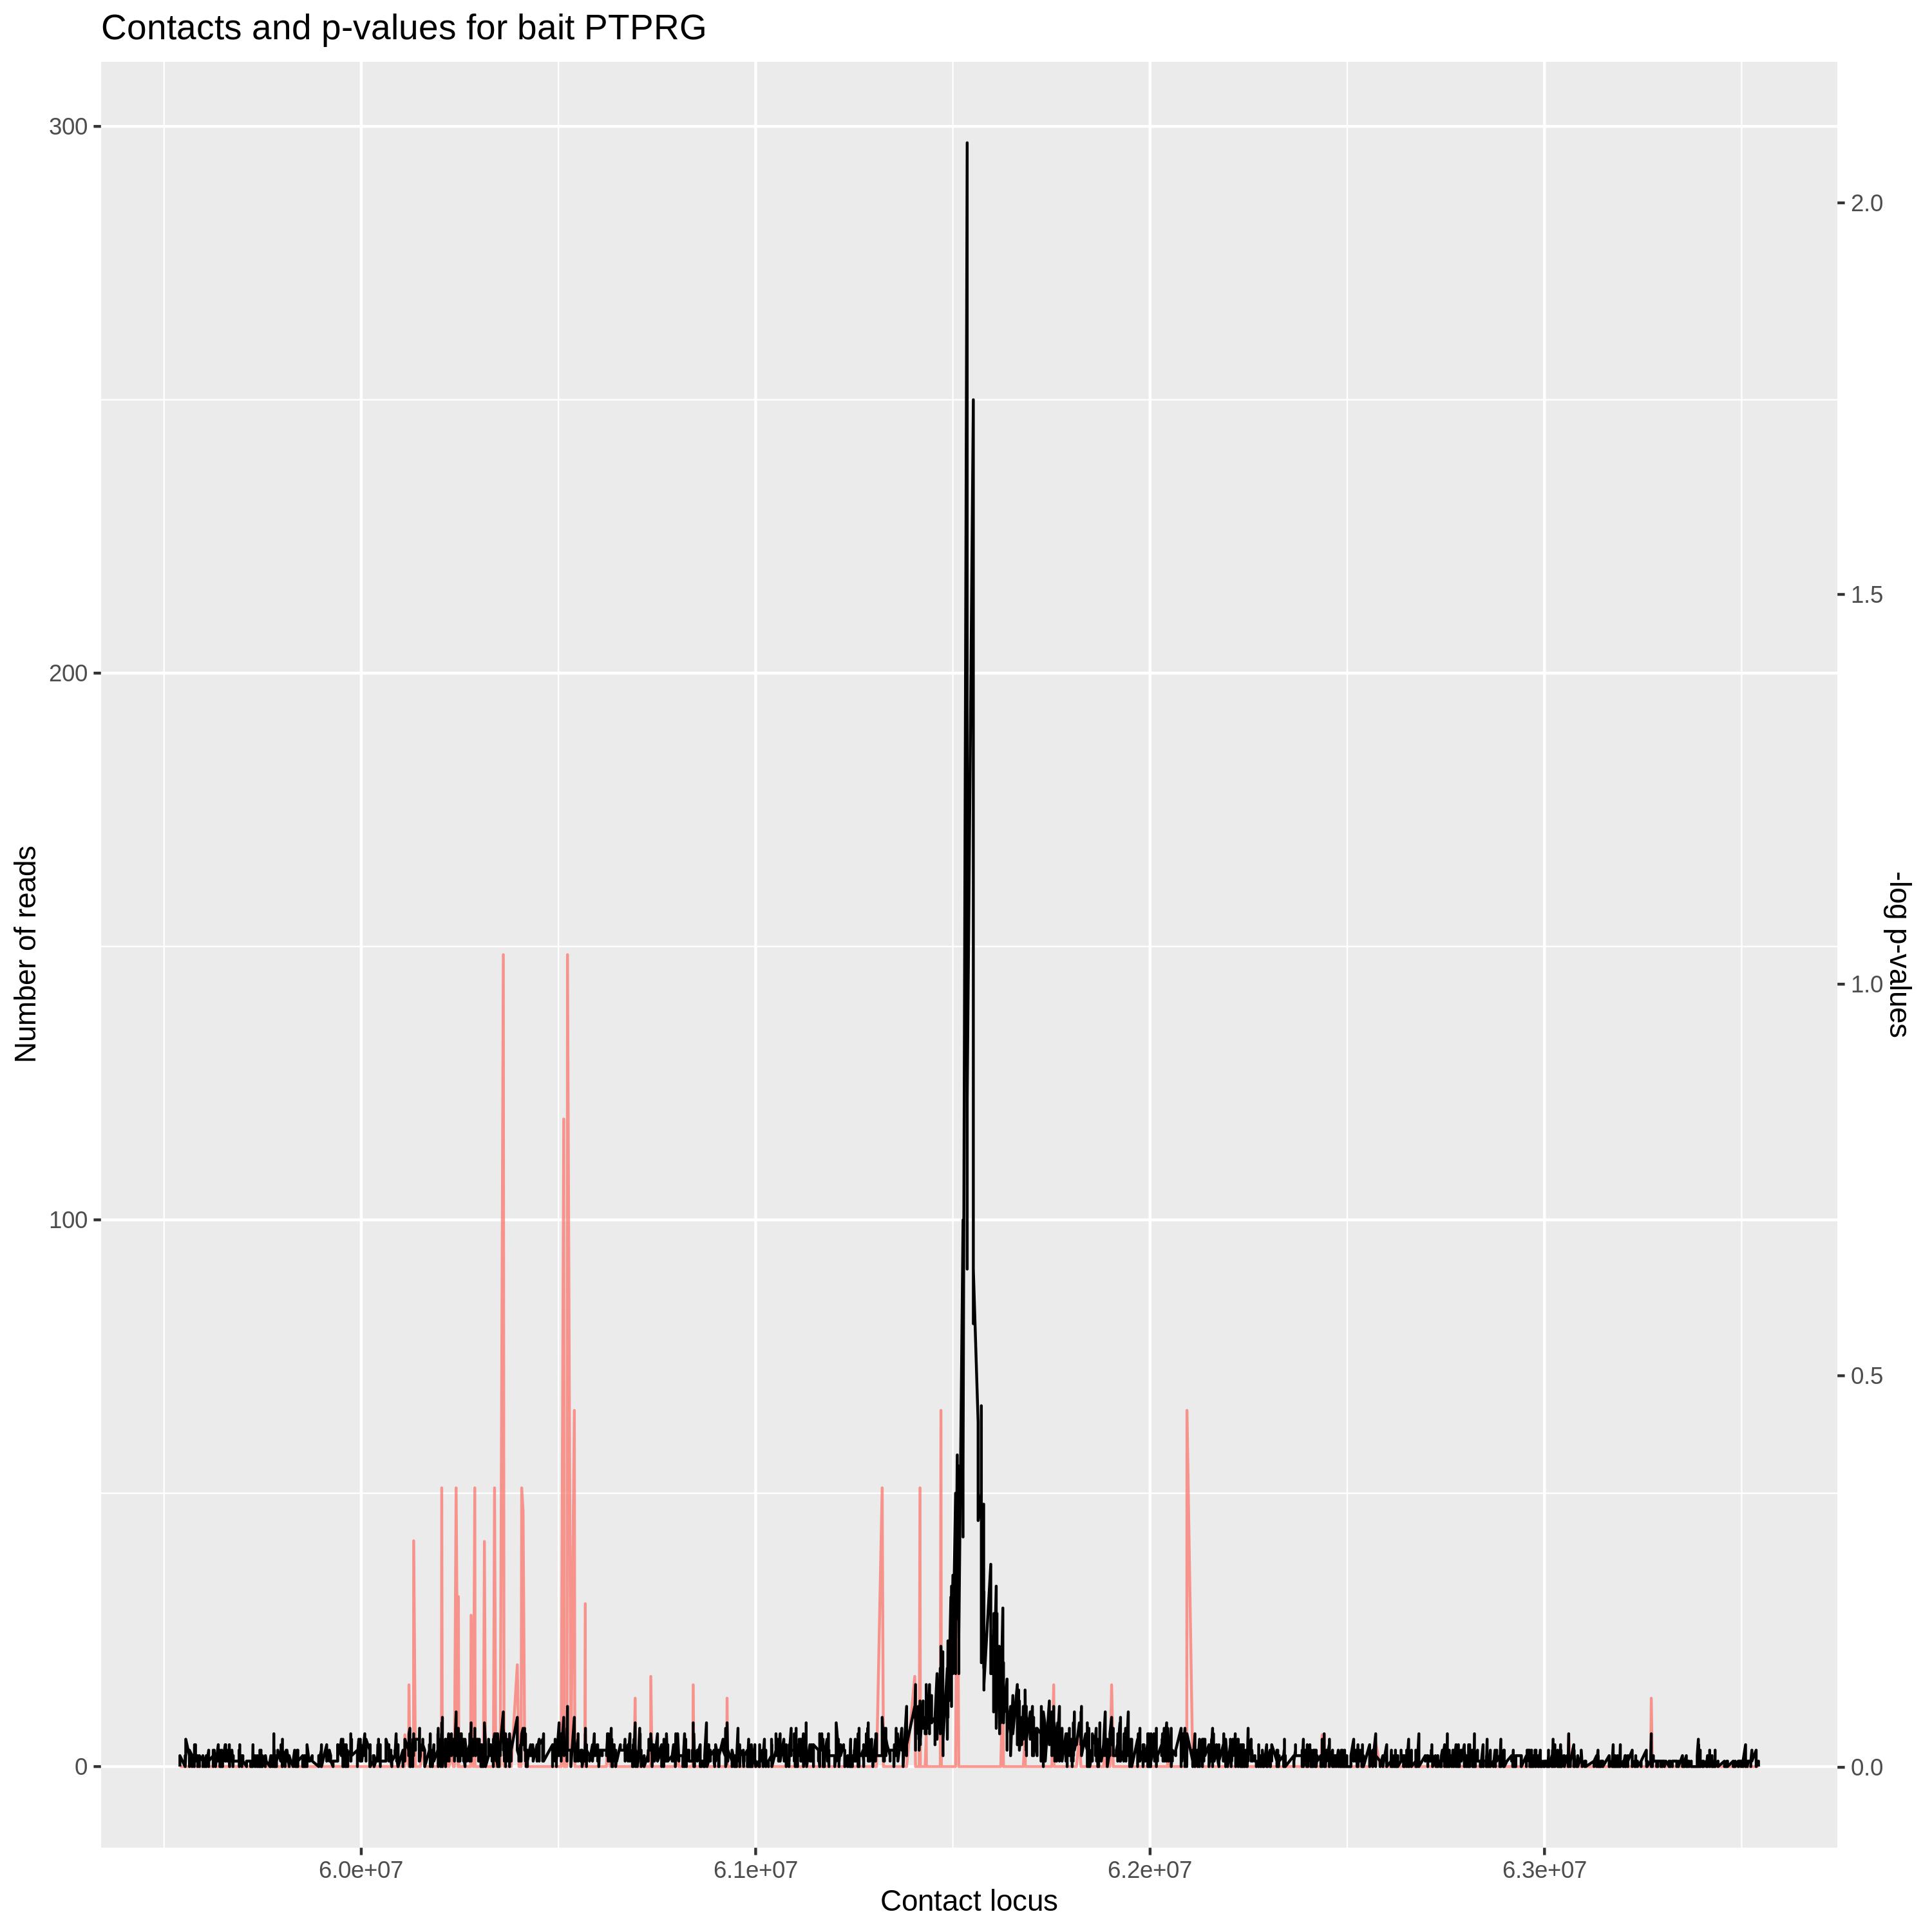 Contacts and p-values for bait PTPRG
300
200
100
0
Number of reads
2.0
1.5
1.0
0.5
0.0
-log p-values
6.0e+07
6.1e+07
6.2e+07
6.3e+07
Contact locus